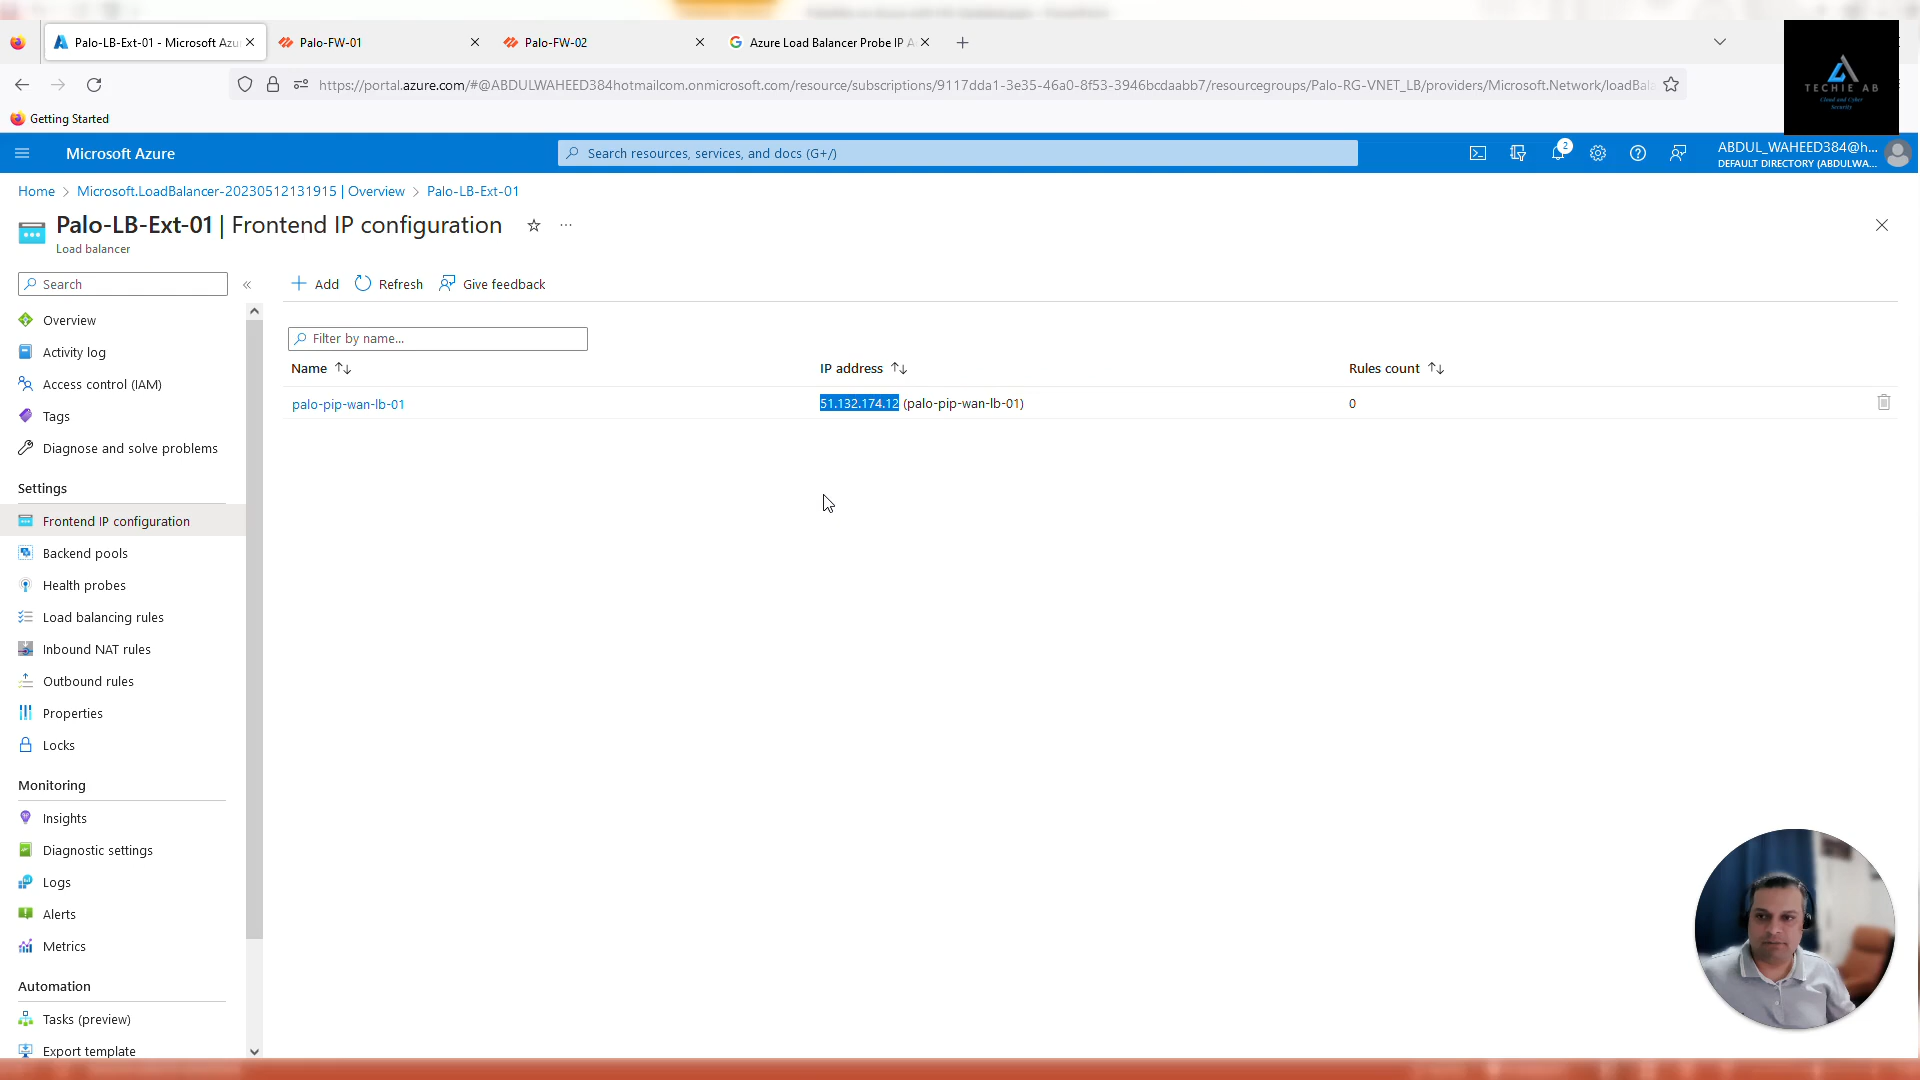 Palo-LB-Ext-01 - Microsoft Azu
Palo-FW-01
Palo-FW-02
Azure Load Balancer Probe IP A
https://portal.azure.com/#@ABDULWAHEED384hotmailcom.onmicrosoft.com/resource/subscriptions/9117dda1-3e35-46a0-8f53-3946bcdaabb7/resourcegroups/Palo-RG-VNET_LB/providers/Microsoft.Network/loadBala
TECHIE AB
Cloud and Cyber
Security
Getting Started
Microsoft Azure
Search resources, services, and docs (G+/)
2
ABDUL_WAHEED384@h...
DEFAULT DIRECTORY (ABDULWA...
Home > Microsoft.LoadBalancer-20230512131915 | Overview > Palo-LB-Ext-01
Palo-LB-Ext-01 | Frontend IP configuration
Load balancer
Search
Add
Refresh
Give feedback
Overview
Activity log
Access control (IAM)
Tags
Diagnose and solve problems
Settings
Frontend IP configuration
Backend pools
Health probes
Load balancing rules
Inbound NAT rules
Outbound rules
Properties
Locks
Monitoring
Insights
Diagnostic settings
Logs
Alerts
Metrics
Automation
Tasks (preview)
Export template
Filter by name...
Name
IP address
Rules count
palo-pip-wan-lb-01
51.132.174.12 (palo-pip-wan-lb-01)
0